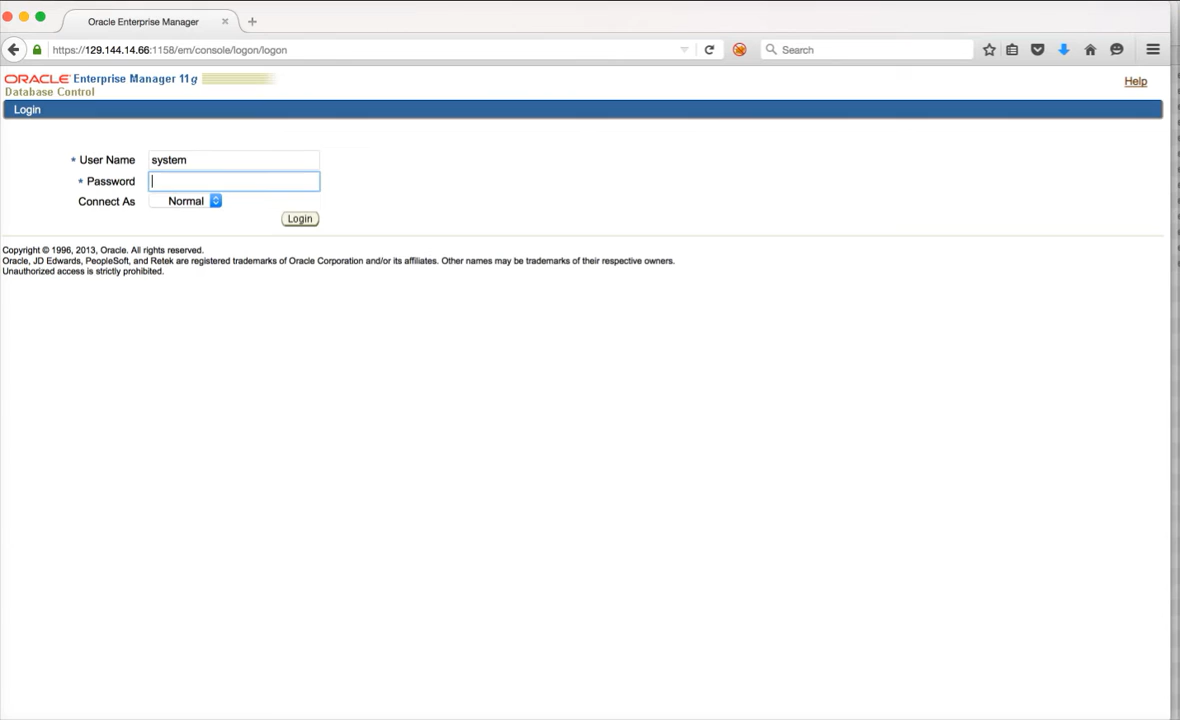 Oracle Enterprise Manager
https://129.144.14.66:1158/em/console/logon/logon
Search
ORACLE Enterprise Manager 11g
Database Control
Help
Login
* User Name system
* Password
Connect As Normal
Login
Copyright © 1996, 2013, Oracle. All rights reserved.
Oracle, JD Edwards, PeopleSoft, and Retek are registered trademarks of Oracle Corporation and/or its affiliates. Other names may be trademarks of their respective owners.
Unauthorized access is strictly prohibited.